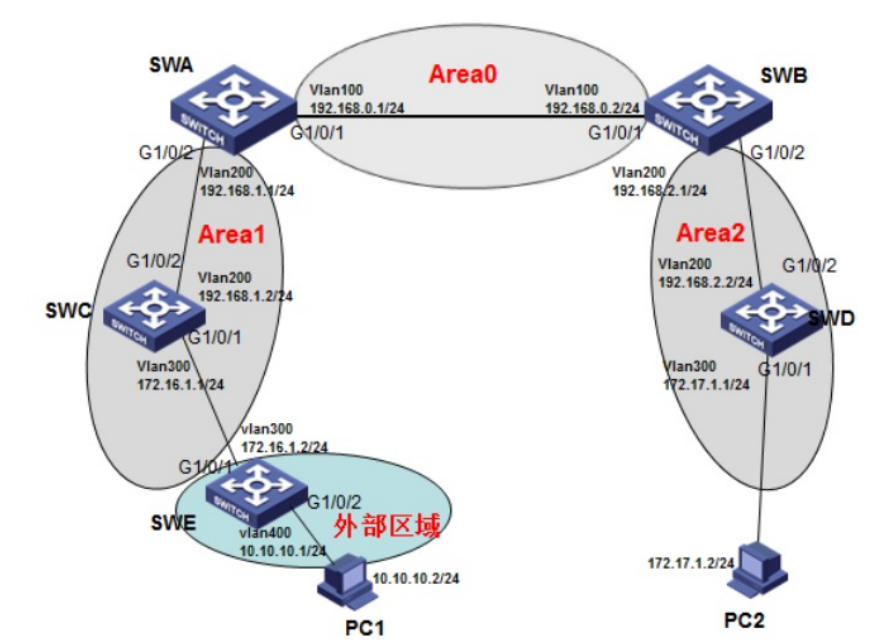 SWA
Area0
SWB
Vlan100
192.168.0.1/24
Vlan100
192.168.0.2/24
SWITCH
G1/0/1
G1/0/1
SWITCH
G1/0/2
Vlan200
192.168.1.1/24
Vlan200
192.168.2.1/24
G1/0/2
Area1
Area2
G1/0/2
Vlan200
192.168.1.2/24
Vlan200
192.168.2.2/24
G1/0/2
SWC
SWITCH
G1/0/1
SWITCH
SWD
Vlan300
172.16.1.1/24
Vlan300
172.17.1.1/24
G1/0/1
vlan300
172.16.1.2/24
G1/0/1
SWITCH
G1/0/2
SWE
vlan400
10.10.10.1/24
外部区域
10.10.10.2/24
PC1
172.17.1.2/24
PC2